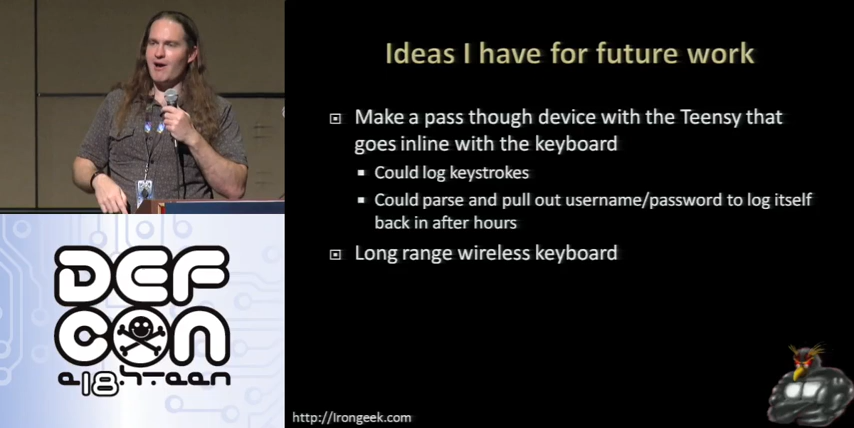 Ideas I have for future work
Make a pass though device with the Teensy that
goes inline with the keyboard
Could log keystrokes
Could parse and pull out username/password to log itself
back in after hours
Long range wireless keyboard
http://Irongeek.com
DEF
CON
e18hteen